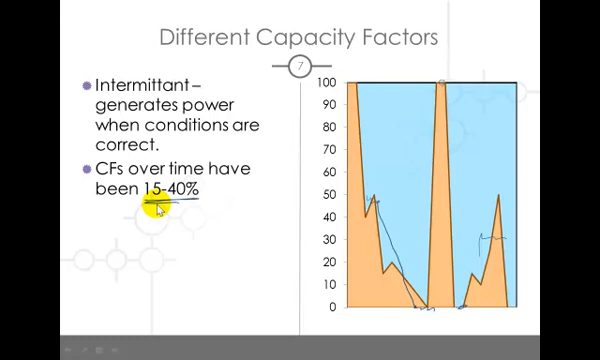 Different Capacity Factors
7
Intermittant –
generates power
when conditions are
correct.
CFs over time have
been 15-40%
100
90
80
70
60
50
40
30
20
10
0